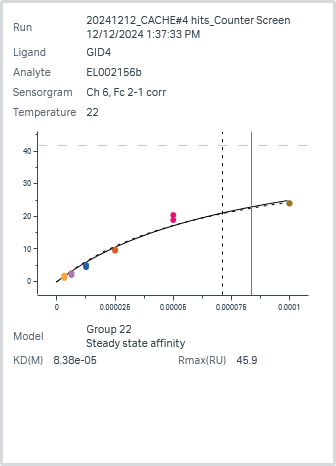 Run 20241212_CACHE#4 hits_Counter Screen
12/12/2024 1:37:33 PM
Ligand GID4
Analyte EL002156b
Sensorgram Ch 6, Fc 2-1 corr
Temperature 22
40
30
20
10
0
0 0.000025 0.00005 0.000075 0.0001
Model Group 22
Steady state affinity
KD(M) 8.38e-05 Rmax(RU) 45.9